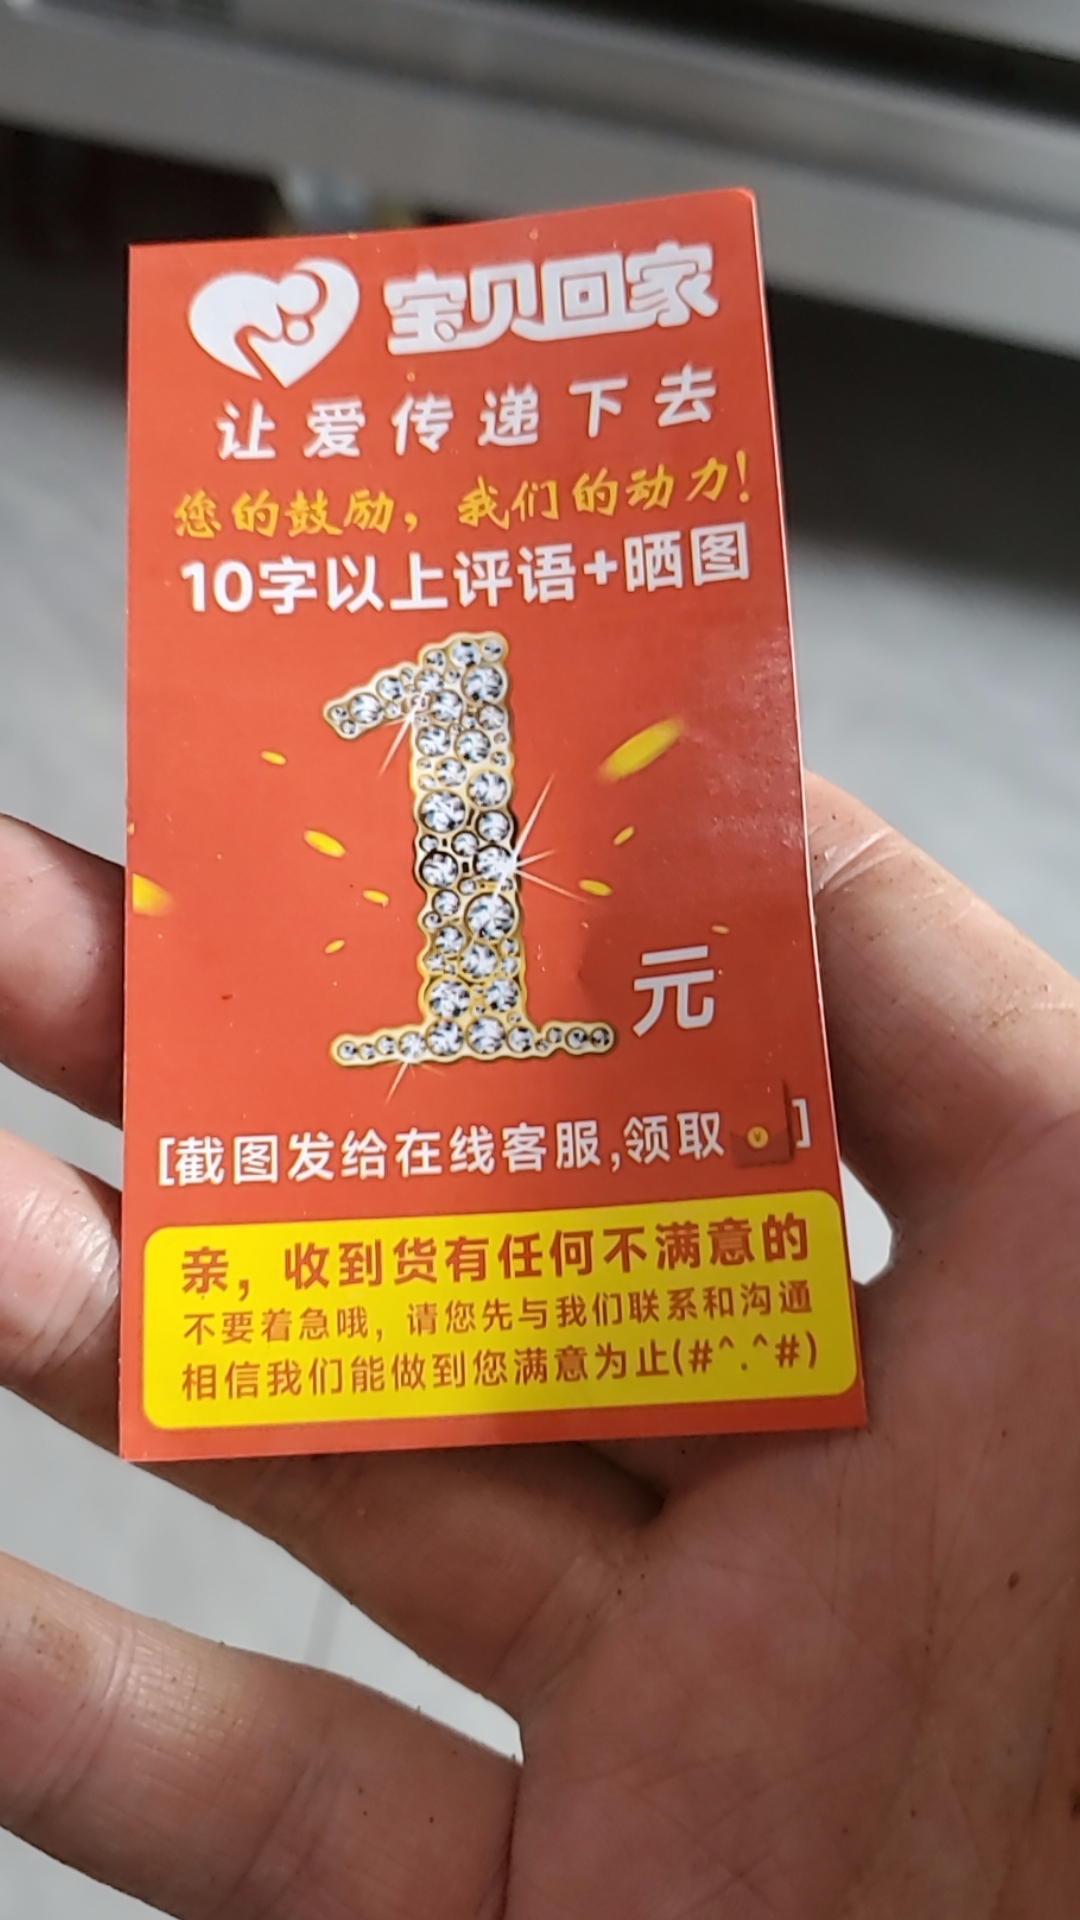 宝贝回家
让爱传递下去
您的鼓励，我们的动力！
10字以上评语+晒图
1元
[截图发给在线客服,领取]
亲，收到货有任何不满意的
不要着急哦，请您先与我们联系和沟通
相信我们能做到您满意为止(#^.^#)